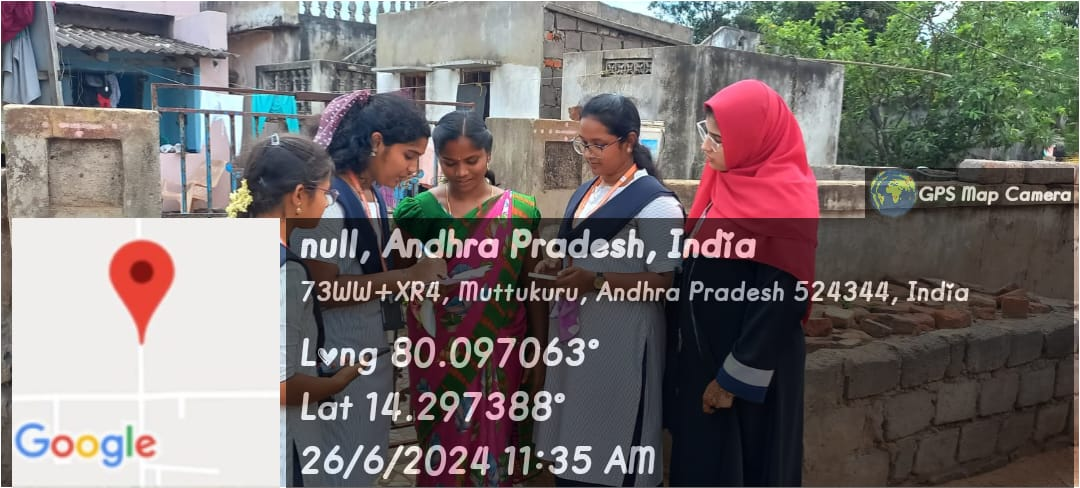 GPS Map Camera
null, Andhra Pradesh, India
73WW+XR4, Muttukuru, Andhra Pradesh 524344, India
Long 80.097063°
Lat 14.297388°
26/6/2024 11:35 AM
Google